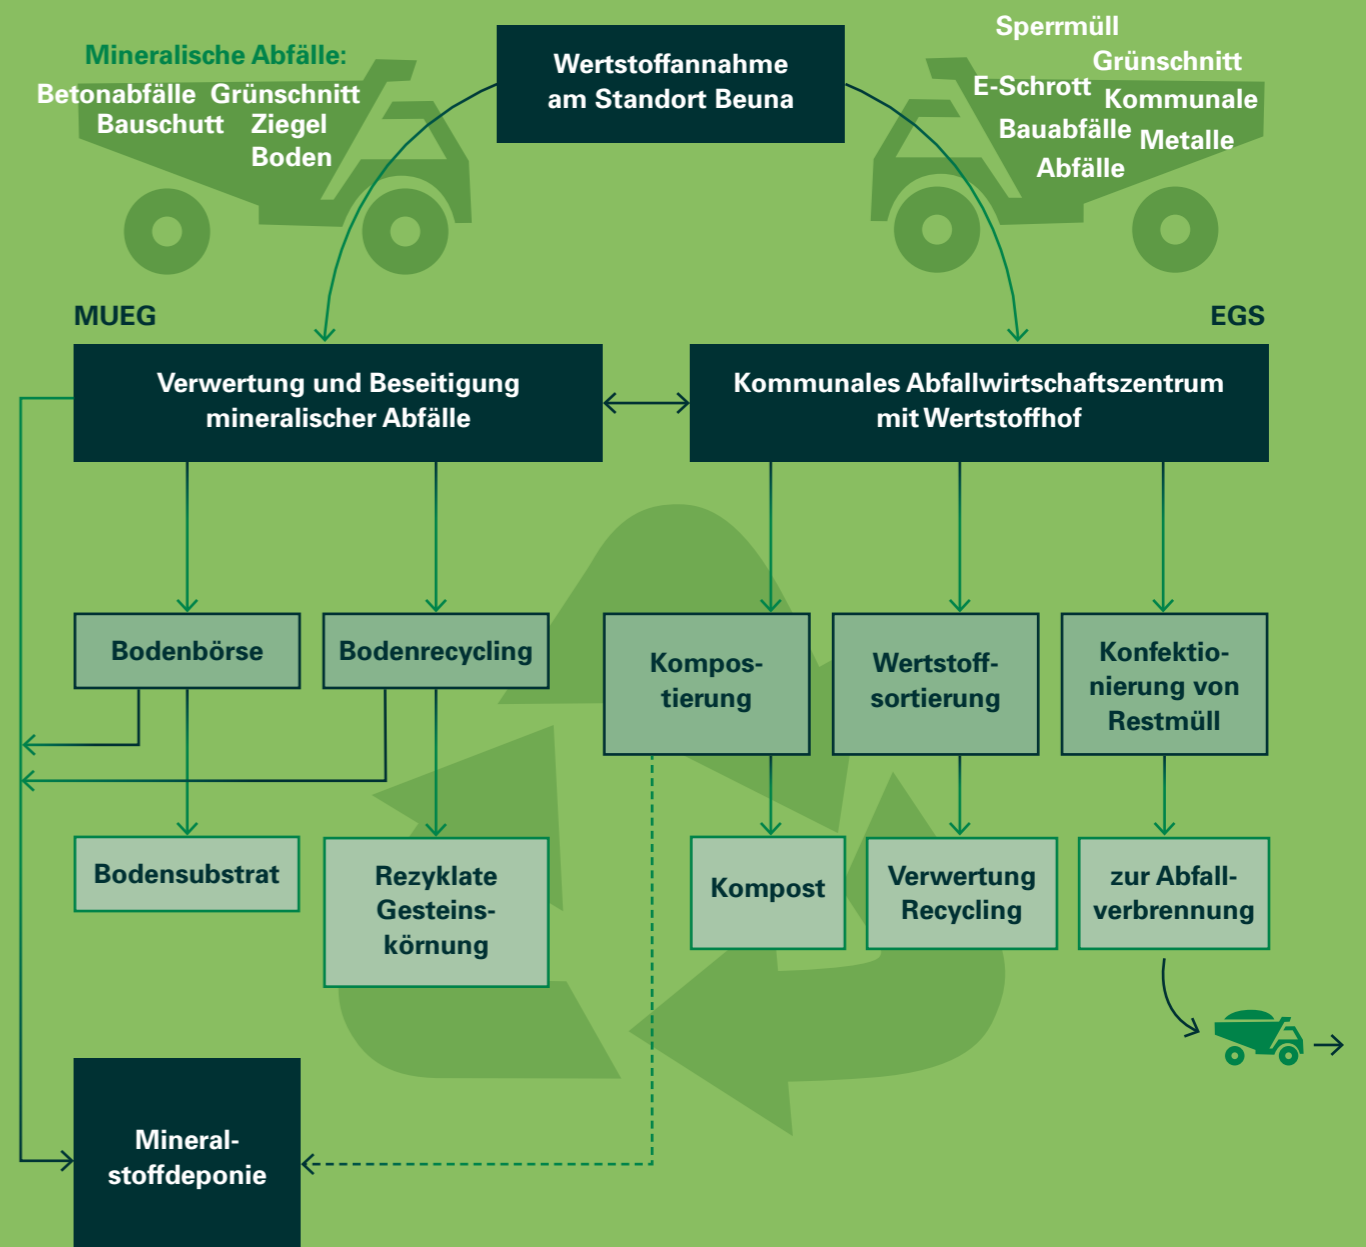 Mineralische Abfälle:
Betonabfälle Grünschnitt
Bauschutt Ziegel
Boden
Wertstoffannahme
am Standort Beuna
Sperrmüll
Grünschnitt
E-Schrott
Kommunale
Bauabfälle
Metalle
Abfälle
MUEG
EGS
Verwertung und Beseitigung
mineralischer Abfälle
Kommunales Abfallwirtschaftszentrum
mit Wertstoffhof
Bodenbörse
Bodenrecycling
Kompos-
tierung
Wertstoff-
sortierung
Konfektio-
nierung von
Restmüll
Bodensubstrat
Rezyklate
Gesteins-
körnung
Kompost
Verwertung
Recycling
zur Abfall-
verbrennung
Mineral-
stoffdeponie